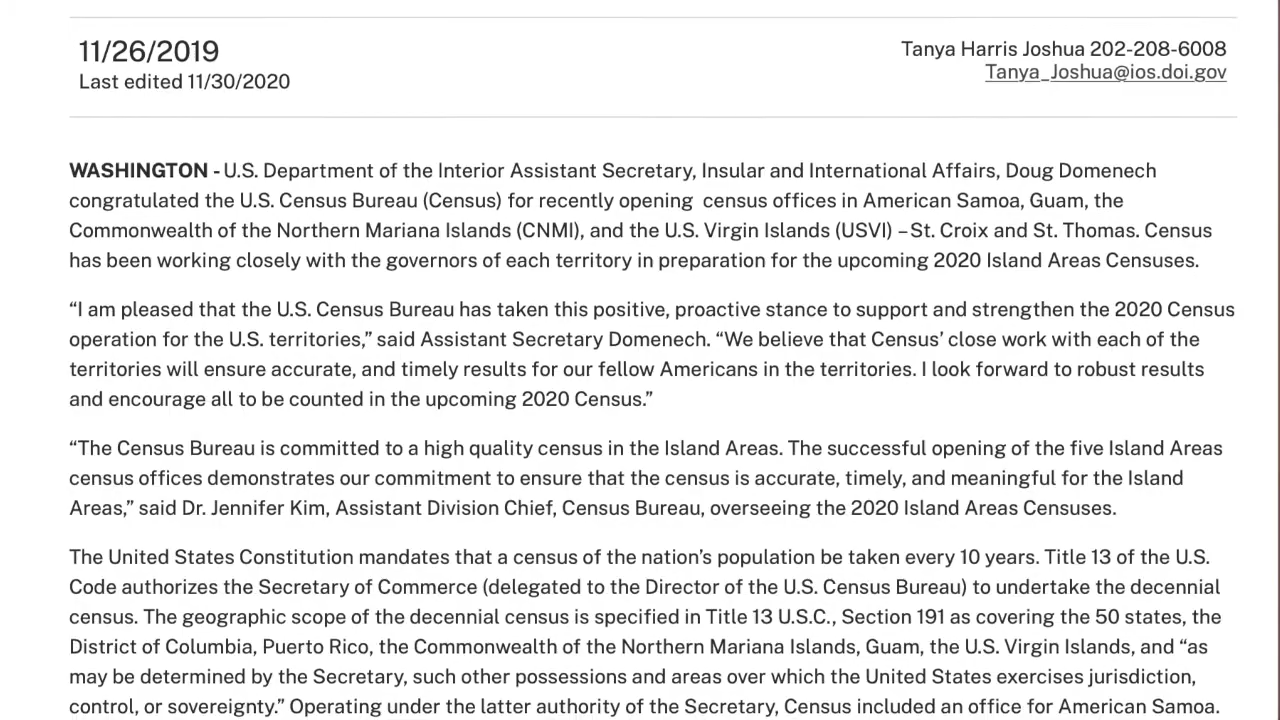 11/26/2019
Last edited 11/30/2020
Tanya Harris Joshua 202-208-6008
Tanya_Joshua@ios.doi.gov
WASHINGTON - U.S. Department of the Interior Assistant Secretary, Insular and International Affairs, Doug Domenech
congratulated the U.S. Census Bureau (Census) for recently opening  census offices in American Samoa, Guam, the
Commonwealth of the Northern Mariana Islands (CNMI), and the U.S. Virgin Islands (USVI) – St. Croix and St. Thomas. Census
has been working closely with the governors of each territory in preparation for the upcoming 2020 Island Areas Censuses.
“I am pleased that the U.S. Census Bureau has taken this positive, proactive stance to support and strengthen the 2020 Census
operation for the U.S. territories,” said Assistant Secretary Domenech. “We believe that Census’ close work with each of the
territories will ensure accurate, and timely results for our fellow Americans in the territories. I look forward to robust results
and encourage all to be counted in the upcoming 2020 Census.”
“The Census Bureau is committed to a high quality census in the Island Areas. The successful opening of the five Island Areas
census offices demonstrates our commitment to ensure that the census is accurate, timely, and meaningful for the Island
Areas,” said Dr. Jennifer Kim, Assistant Division Chief, Census Bureau, overseeing the 2020 Island Areas Censuses.
The United States Constitution mandates that a census of the nation’s population be taken every 10 years. Title 13 of the U.S.
Code authorizes the Secretary of Commerce (delegated to the Director of the U.S. Census Bureau) to undertake the decennial
census. The geographic scope of the decennial census is specified in Title 13 U.S.C., Section 191 as covering the 50 states, the
District of Columbia, Puerto Rico, the Commonwealth of the Northern Mariana Islands, Guam, the U.S. Virgin Islands, and “as
may be determined by the Secretary, such other possessions and areas over which the United States exercises jurisdiction,
control, or sovereignty.” Operating under the latter authority of the Secretary, Census included an office for American Samoa.